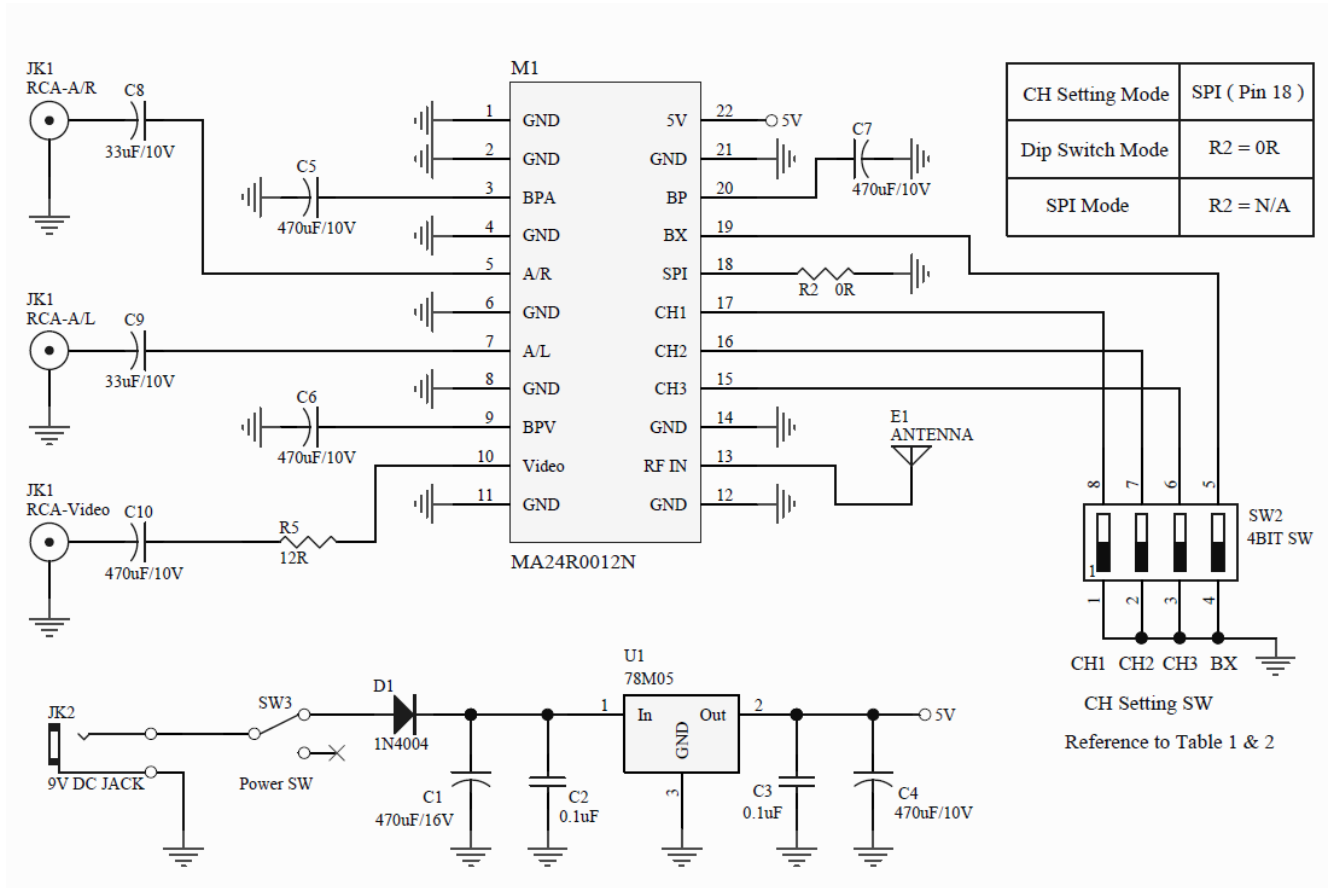 JK1
RCA-A/R
C8
33uF/10V
C5
470uF/10V
JK1
RCA-A/L
C9
33uF/10V
C6
470uF/10V
JK1
RCA-Video
C10
470uF/10V
R5
12R
M1
1 GND
2 GND
3 BPA
4 GND
5 A/R
6 GND
7 A/L
8 GND
9 BPV
10 Video
11 GND
5V 22
GND 21
BP 20
BX 19
SPI 18
CH1 17
CH2 16
CH3 15
GND 14
RF IN 13
GND 12
MA24R0012N
5V
C7
470uF/10V
R2 0R
E1
ANTENNA
CH Setting Mode SPI ( Pin 18 )
Dip Switch Mode R2 = 0R
SPI Mode R2 = N/A
8 7 6 5
SW2
4BIT SW
1
1 2 3 4
CH1 CH2 CH3 BX
CH Setting SW
Reference to Table 1 & 2
JK2
9V DC JACK
SW3
Power SW
D1
1N4004
C1
470uF/16V
C2
0.1uF
U1
78M05
1 In Out 2
GND
3
C3
0.1uF
C4
470uF/10V
5V